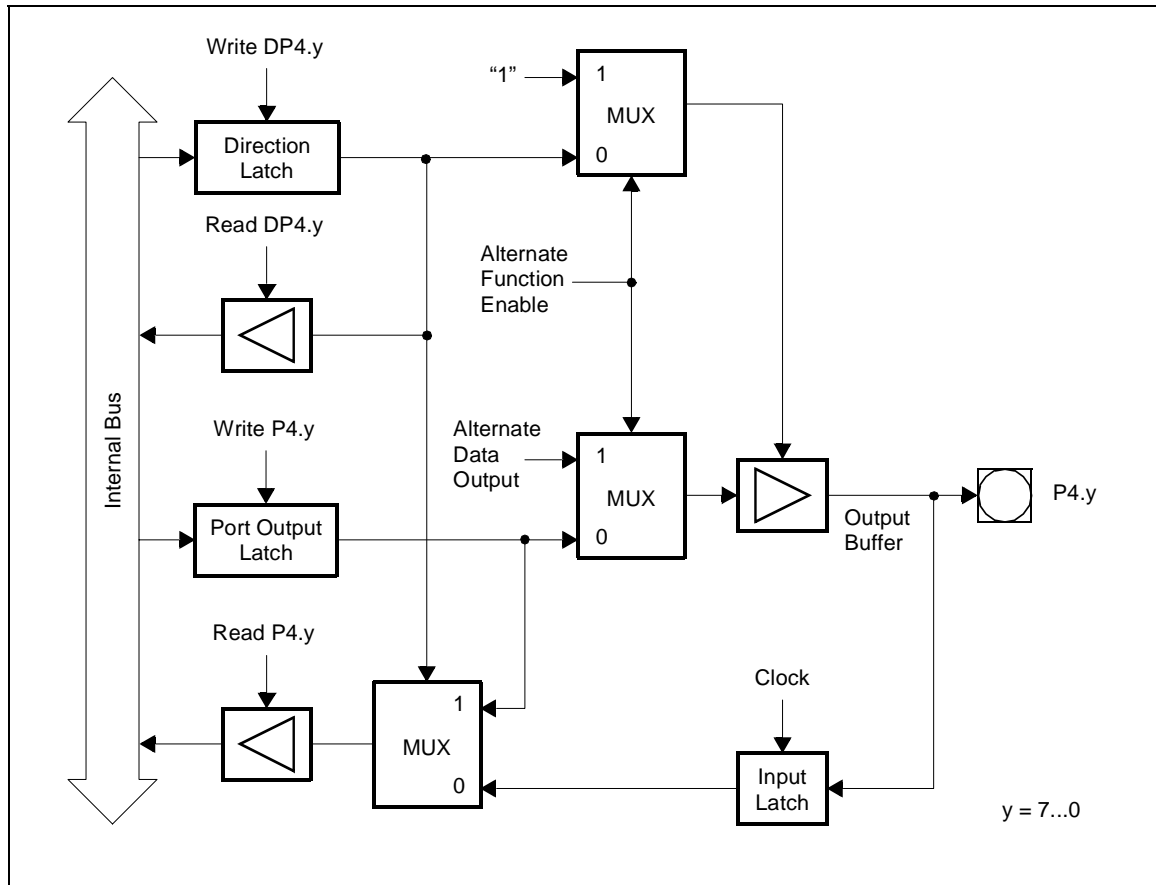 Write DP4.y
“1”
1
MUX
0
Direction
Latch
Read DP4.y
Alternate
Function
Enable
Internal Bus
Write P4.y
Alternate
Data
Output
1
MUX
0
Port Output
Latch
Output
Buffer
P4.y
Read P4.y
1
MUX
0
Clock
Input
Latch
y = 7...0